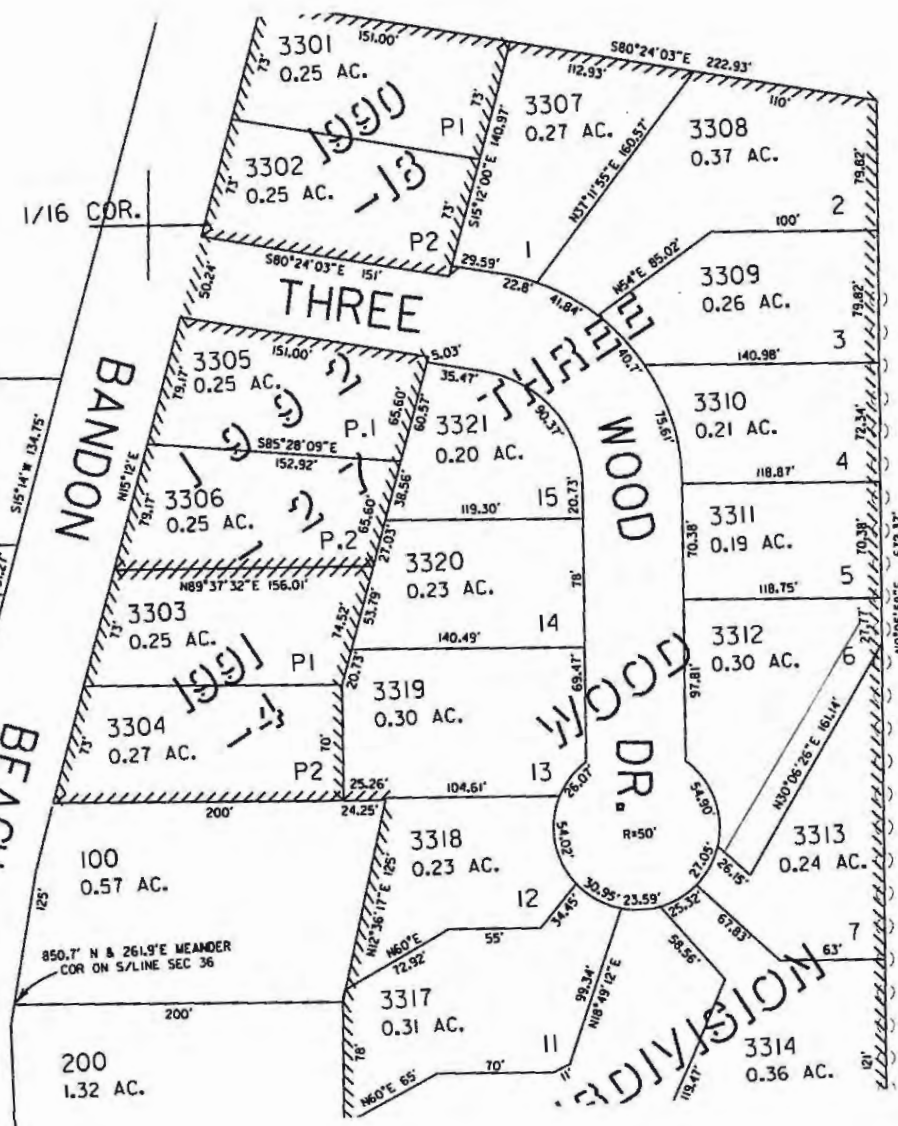 3301
0.25 AC.
151.00'
73'
P1
1990
-13
3302
0.25 AC.
73'
73'
73'
P2
S15°12'00"E 140.97'
1/16 COR.
S80°24'03"E 151'
50.24'
S80°24'03"E 222.93'
112.93'
110'
3307
0.27 AC.
1
29.59'
22.8'
N37°11'55"E 160.57'
3308
0.37 AC.
79.82'
2
100'
41.84'
N54°E 85.02'
3309
0.26 AC.
79.82'
3
140.98'
40.7'
THREE
WOOD
DR.
THREE
WOOD
BDIVISION
BANDON
BEACH
S15°14'W 134.75'
N15°12'E
3305
0.25 AC.
151.00'
79.17'
P.1
65.60'
60.57'
S85°28'09"E
152.92'
3306
0.25 AC.
79.17'
P.2
65.60'
38.56'
27.03'
N89°37'32"E 156.01'
5.03'
35.47'
90.37'
3321
0.20 AC.
15
20.73'
119.30'
3310
0.21 AC.
75.61'
72.34'
4
118.87'
3311
0.19 AC.
70.38'
70.38'
5
118.75'
3303
0.25 AC.
73'
P1
74.52'
53.79'
20.73'
1991
3320
0.23 AC.
14
78'
140.49'
3312
0.30 AC.
97.81'
27.77'
6
N30°06'26"E 161.14'
3304
0.27 AC.
73'
P2
70'
200'
25.26'
24.25'
3319
0.30 AC.
13
69.47'
104.61'
26.07'
54.02'
R=50'
54.90'
27.05'
26.15'
3313
0.24 AC.
7
63'
67.83'
25.32'
23.59'
30.95'
100
0.57 AC.
125'
3318
0.23 AC.
12
N12°36'17"E 125'
34.45'
55'
N60°E
72.92'
850.7' N & 261.9'E MEANDER
COR ON S/LINE SEC 36
200'
3317
0.31 AC.
11
99.34'
N18°49'12"E
58.56'
78'
70'
11'
N60°E 65'
200
1.32 AC.
3314
0.36 AC.
119.47'
121'